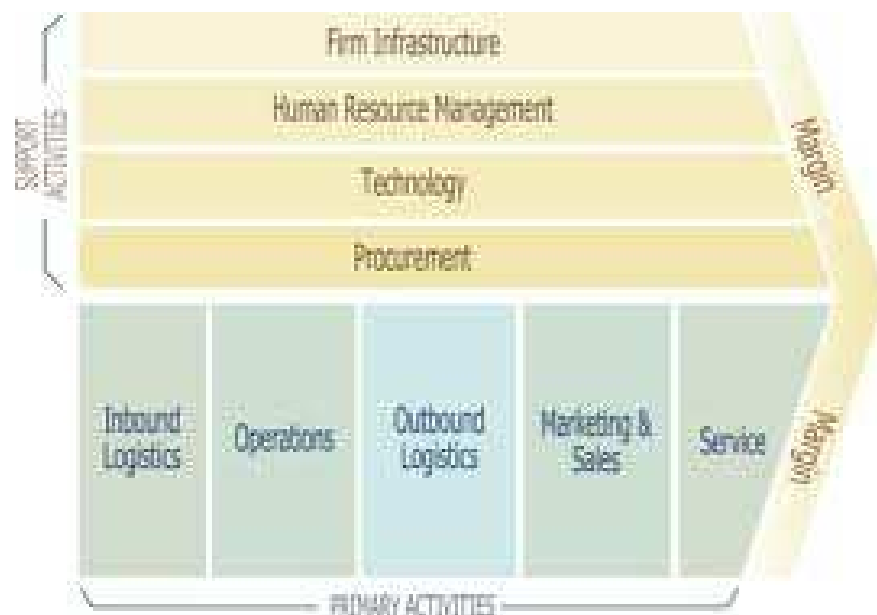 Firm Infrastructure
Human Resource Management
Technology
Procurement
SUPPORT
ACTIVITIES
Margin
Inbound
Logistics
Operations
Outbound
Logistics
Marketing &
Sales
Service
Margin
PRIMARY ACTIVITIES